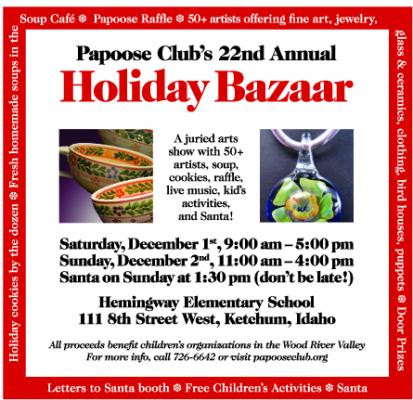 Soup Café ❄ Papoose Raffle ❄ 50+ artists offering fine art, jewelry,
glass & ceramics, clothing, bird houses, puppets ❄ Door Prizes
Holiday cookies by the dozen ❄ Fresh homemade soups in the
Papoose Club's 22nd Annual
Holiday Bazaar
A juried arts
show with 50+
artists, soup,
cookies, raffle,
live music, kid's
activities,
and Santa!
Saturday, December 1st, 9:00 am – 5:00 pm
Sunday, December 2nd, 11:00 am – 4:00 pm
Santa on Sunday at 1:30 pm (don't be late!)
Hemingway Elementary School
111 8th Street West, Ketchum, Idaho
All proceeds benefit children's organizations in the Wood River Valley
For more info, call 726-6642 or visit papooseclub.org
Letters to Santa booth ❄ Free Children's Activities ❄ Santa